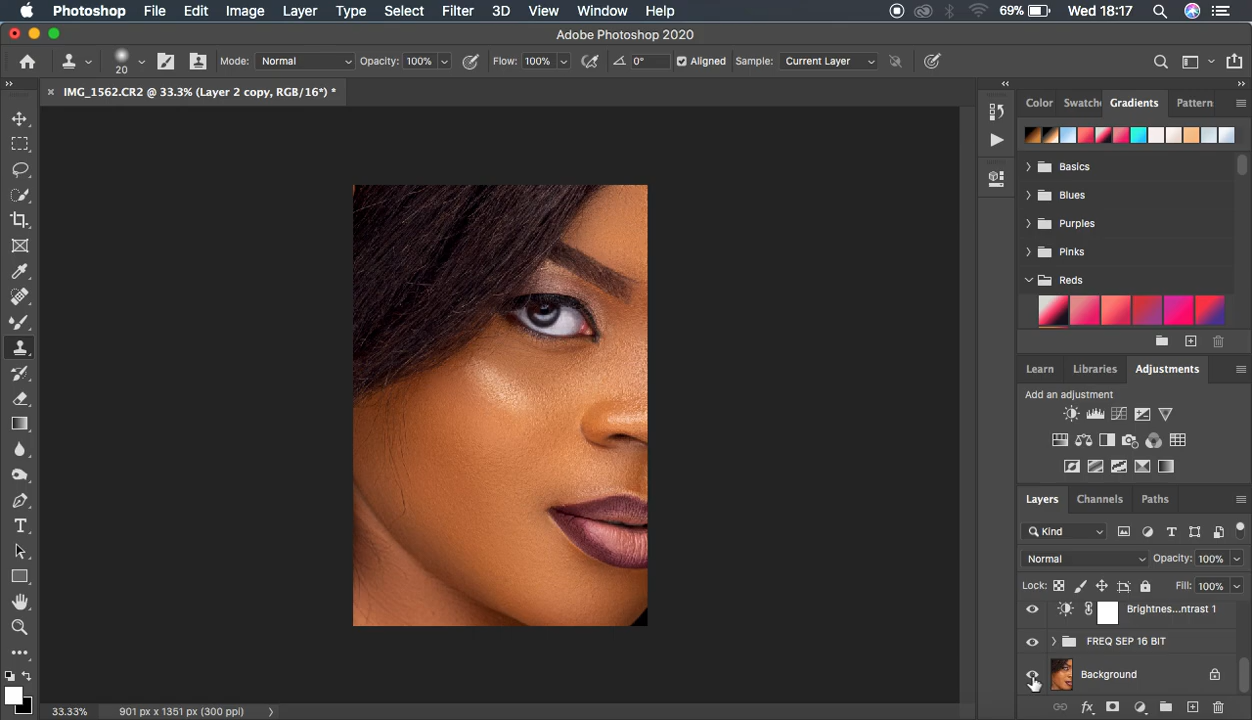 Photoshop File Edit Image Layer Type Select Filter 3D View Window Help 69% Wed 18:17
Adobe Photoshop 2020
20 Mode: Normal Opacity: 100% Flow: 100% 0° Aligned Sample: Current Layer
IMG_1562.CR2 @ 33.3% (Layer 2 copy, RGB/16*) *
Color Swatche Gradients Pattern
Basics
Blues
Purples
Pinks
Reds
Learn Libraries Adjustments
Add an adjustment
Layers Channels Paths
Kind
Normal Opacity: 100%
Lock: Fill: 100%
Brightnes...ntrast 1
FREQ SEP 16 BIT
Background
33.33% 901 px x 1351 px (300 ppi)